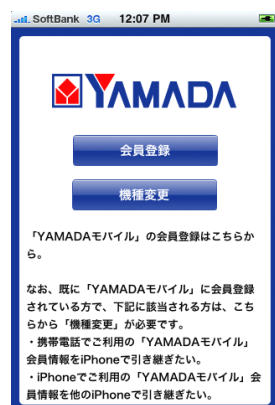 SoftBank 3G 12:07 PM
YAMADA
会員登録
機種変更
「YAMADAモバイル」の会員登録はこちらか
ら。
なお、既に「YAMADAモバイル」に会員登録
されている方で、下記に該当される方は、こち
らから「機種変更」が必要です。
・携帯電話でご利用の「YAMADAモバイル」
会員情報をiPhoneで引き継ぎたい。
・iPhoneでご利用の「YAMADAモバイル」会
員情報を他のiPhoneで引き継ぎたい。